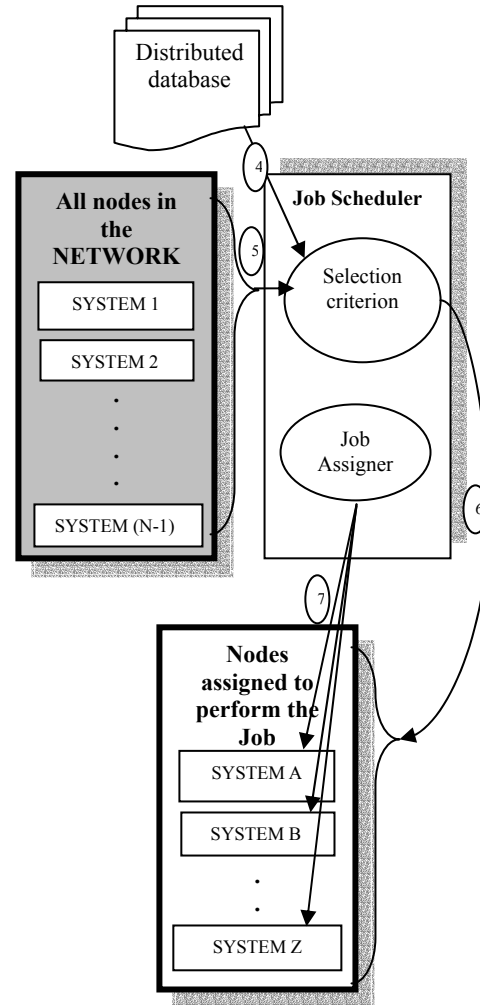 Distributed
database
4
All nodes in
the
NETWORK
5
Job Scheduler
Selection
criterion
SYSTEM 1
SYSTEM 2
.
.
.
.
SYSTEM (N-1)
Job
Assigner
6
7
Nodes
assigned to
perform the
Job
SYSTEM A
SYSTEM B
.
.
SYSTEM Z